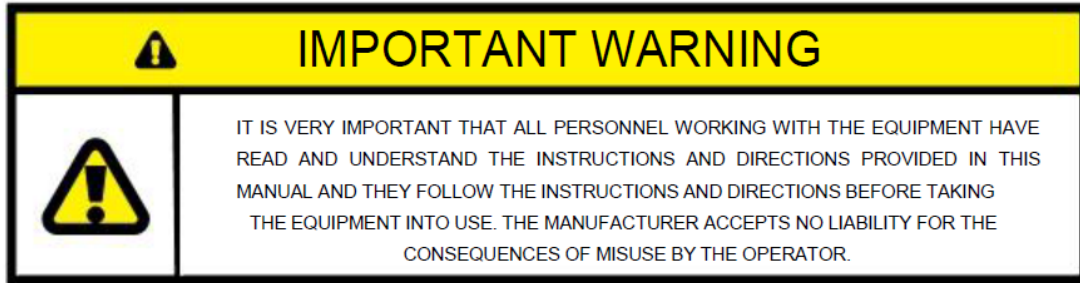 IMPORTANT WARNING
IT IS VERY IMPORTANT THAT ALL PERSONNEL WORKING WITH THE EQUIPMENT HAVE
READ AND UNDERSTAND THE INSTRUCTIONS AND DIRECTIONS PROVIDED IN THIS
MANUAL AND THEY FOLLOW THE INSTRUCTIONS AND DIRECTIONS BEFORE TAKING
THE EQUIPMENT INTO USE. THE MANUFACTURER ACCEPTS NO LIABILITY FOR THE
CONSEQUENCES OF MISUSE BY THE OPERATOR.